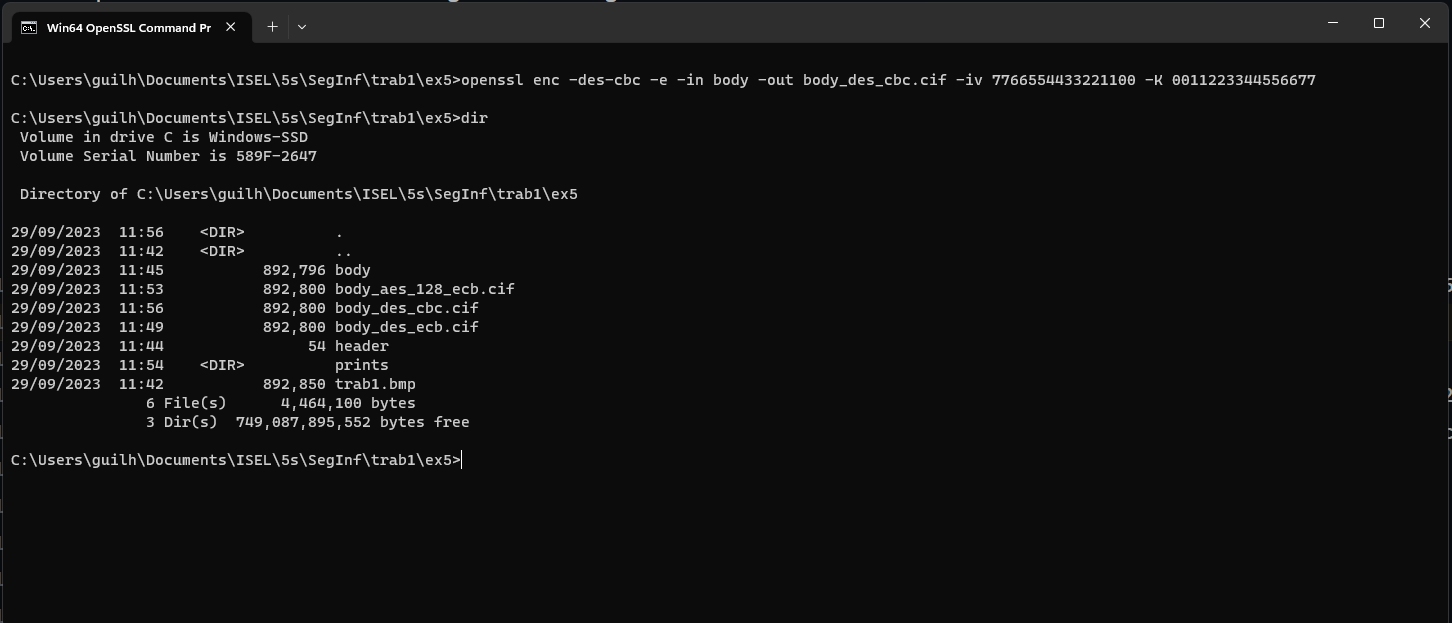 Win64 OpenSSL Command Pr
C:\Users\guilh\Documents\ISEL\5s\SegInf\trab1\ex5>openssl enc -des-cbc -e -in body -out body_des_cbc.cif -iv 7766554433221100 -K 0011223344556677
C:\Users\guilh\Documents\ISEL\5s\SegInf\trab1\ex5>dir
Volume in drive C is Windows-SSD
Volume Serial Number is 589F-2647
Directory of C:\Users\guilh\Documents\ISEL\5s\SegInf\trab1\ex5
29/09/2023  11:56    <DIR>          .
29/09/2023  11:42    <DIR>          ..
29/09/2023  11:45           892,796 body
29/09/2023  11:53           892,800 body_aes_128_ecb.cif
29/09/2023  11:56           892,800 body_des_cbc.cif
29/09/2023  11:49           892,800 body_des_ecb.cif
29/09/2023  11:44                54 header
29/09/2023  11:54    <DIR>          prints
29/09/2023  11:42           892,850 trab1.bmp
6 File(s)      4,464,100 bytes
3 Dir(s)  749,087,895,552 bytes free
C:\Users\guilh\Documents\ISEL\5s\SegInf\trab1\ex5>